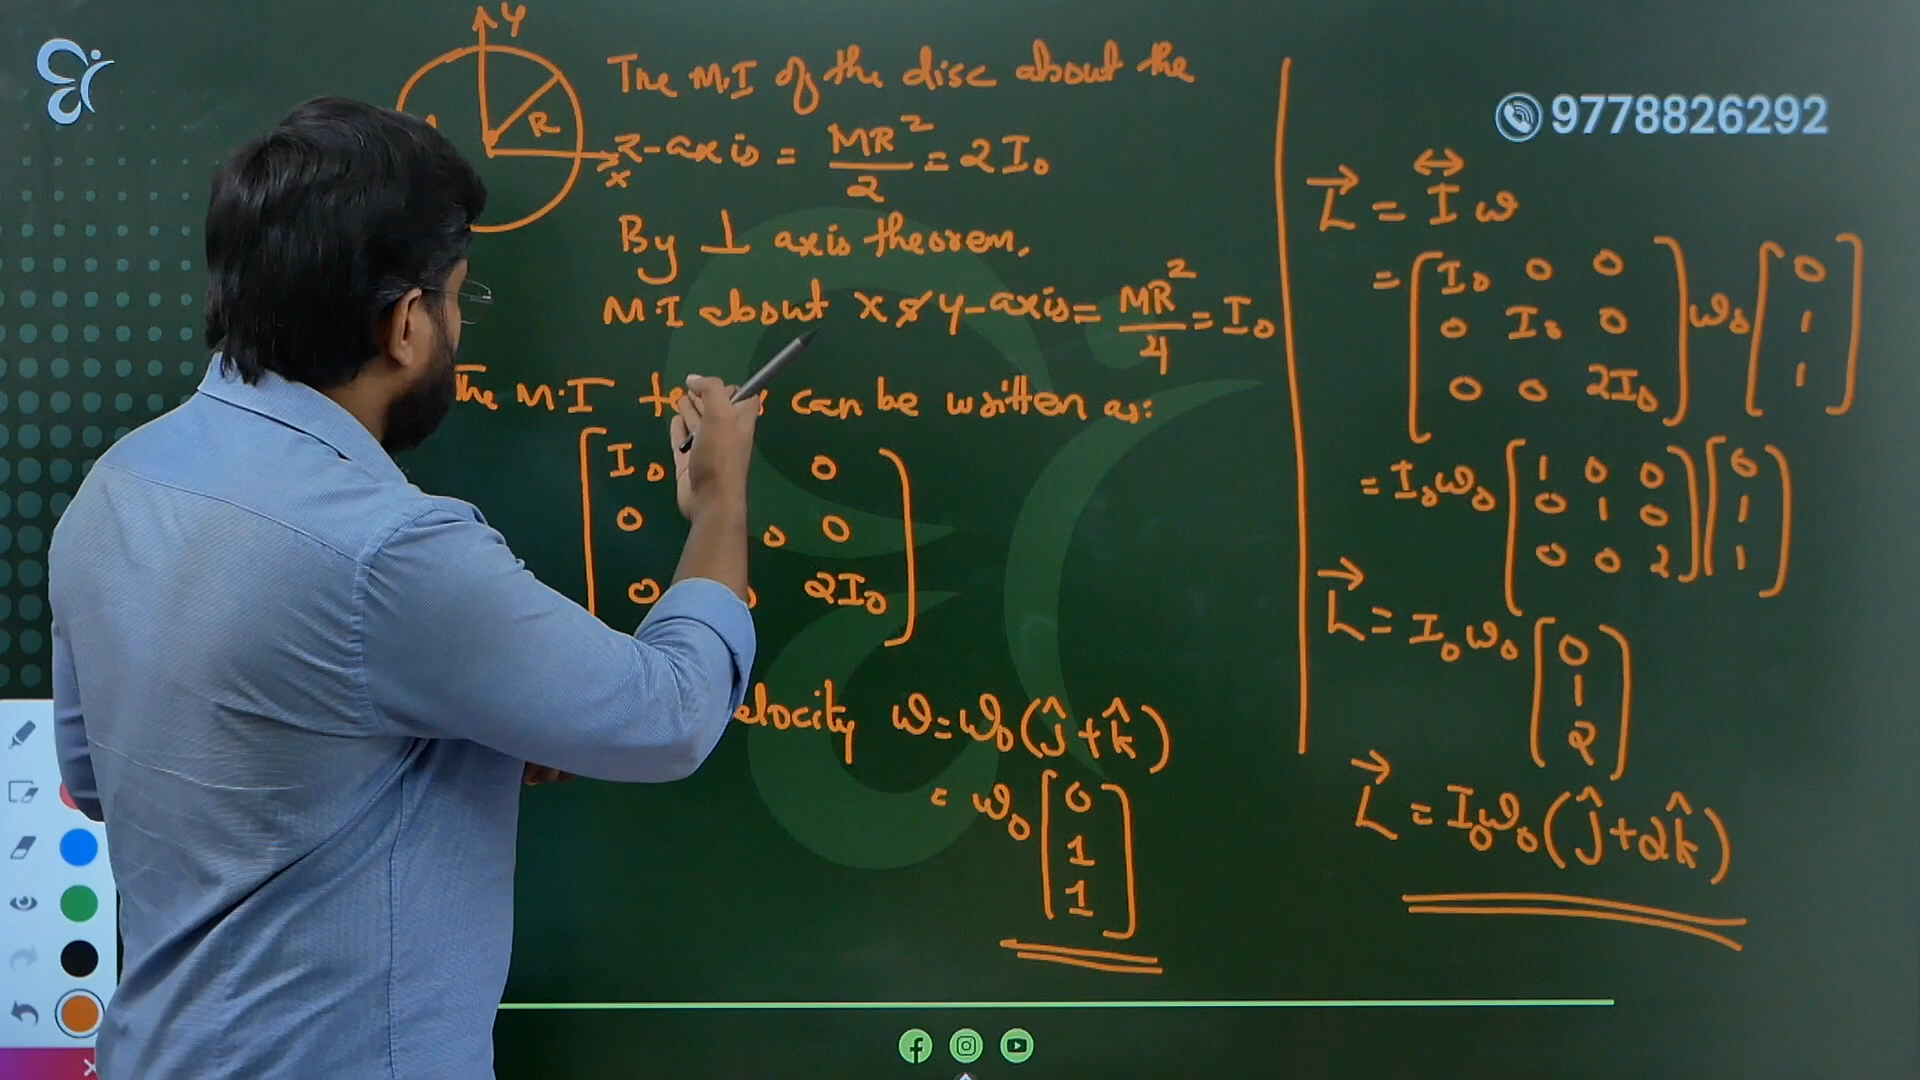 y
R
x
The M.I of the disc about the
z-axis = MR²/2 = 2I₀
By ⊥ axis theorem,
M.I about x & y-axis = MR²/4 = I₀
The M.I can be written as:
I₀ 0
0 ₀ 0
0 2I₀
ω = ω₀(ĵ+k̂)
= ω₀ [0
1
1]
9778826292
L⃗ = I↔ ω
= [I₀ 0 0
0 I₀ 0
0 0 2I₀] ω₀ [0
1
1]
= I₀ω₀ [1 0 0
0 1 0
0 0 2] [0
1
1]
L⃗ = I₀ω₀ [0
1
2]
L⃗ = I₀ω₀(ĵ+2k̂)